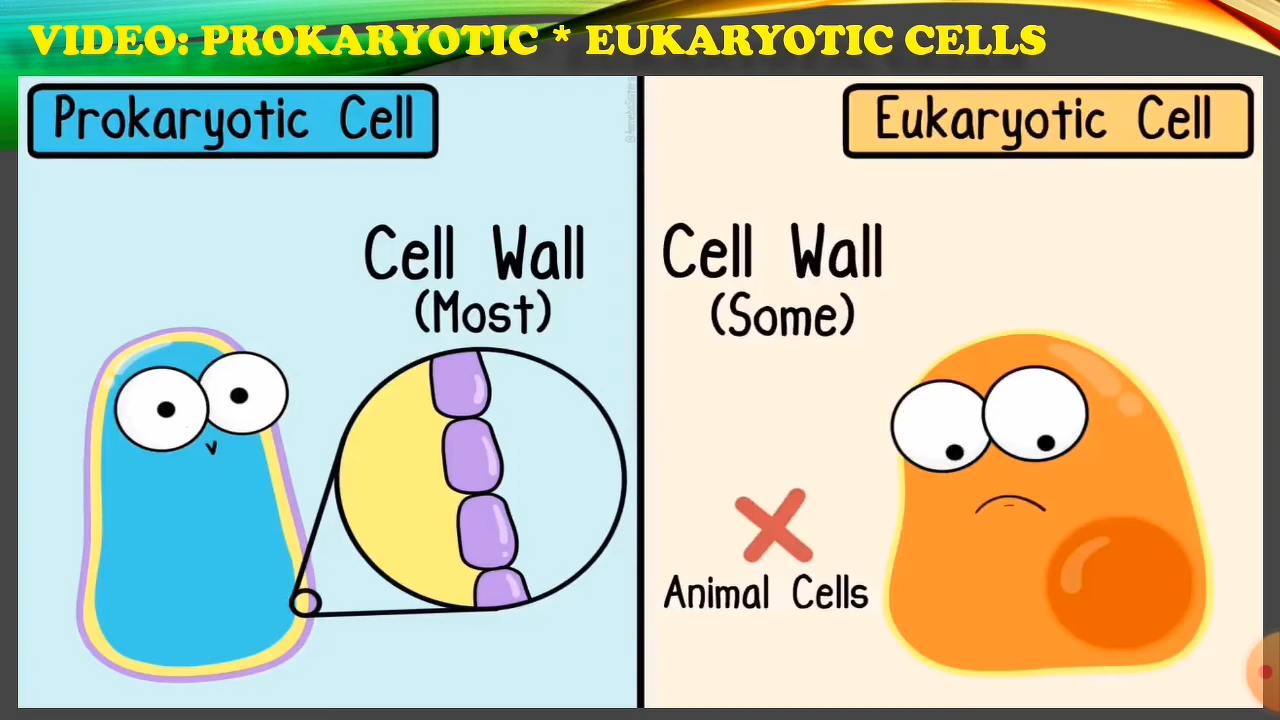 VIDEO: PROKARYOTIC * EUKARYOTIC CELLS
Prokaryotic Cell
Cell Wall
(Most)
Eukaryotic Cell
Cell Wall
(Some)
Animal Cells